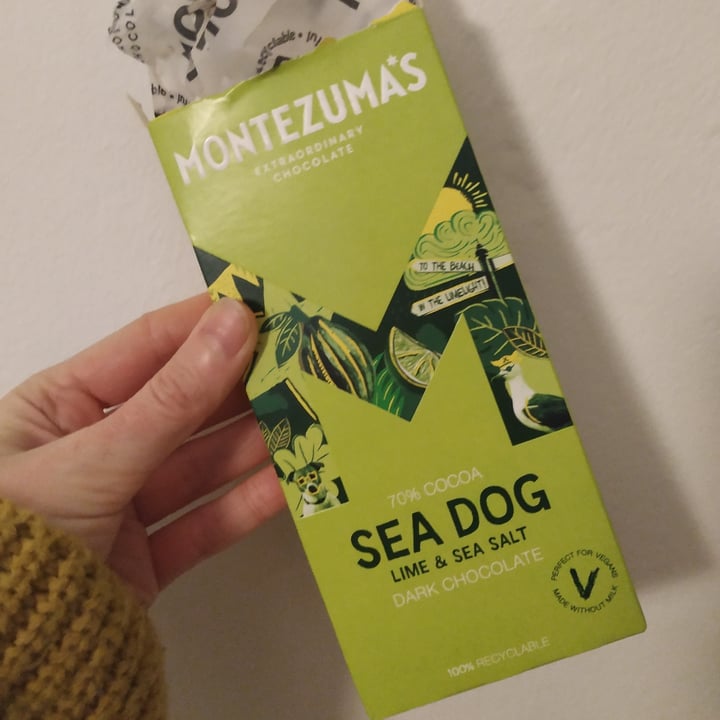 MONTEZUMA'S
EXTRAORDINARY
CHOCOLATE
TO THE BEACH
IN THE LIMELIGHT!
70% COCOA
SEA DOG
LIME & SEA SALT
DARK CHOCOLATE
PERFECT FOR VEGANS
V
MADE WITHOUT MILK
100% RECYCLABLE